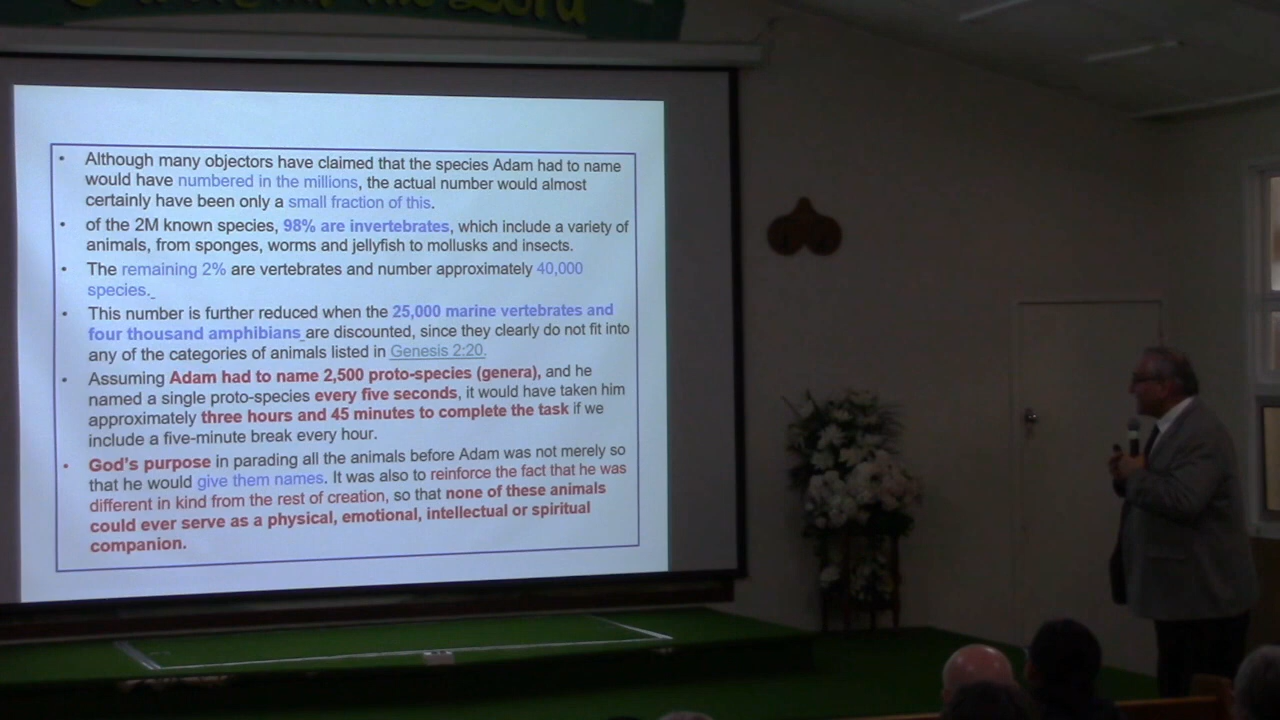 the Lord
• Although many objectors have claimed that the species Adam had to name
would have numbered in the millions, the actual number would almost
certainly have been only a small fraction of this.
• of the 2M known species, 98% are invertebrates, which include a variety of
animals, from sponges, worms and jellyfish to mollusks and insects.
• The remaining 2% are vertebrates and number approximately 40,000
species.
• This number is further reduced when the 25,000 marine vertebrates and
four thousand amphibians are discounted, since they clearly do not fit into
any of the categories of animals listed in Genesis 2:20.
• Assuming Adam had to name 2,500 proto-species (genera), and he
named a single proto-species every five seconds, it would have taken him
approximately three hours and 45 minutes to complete the task if we
include a five-minute break every hour.
• God's purpose in parading all the animals before Adam was not merely so
that he would give them names. It was also to reinforce the fact that he was
different in kind from the rest of creation, so that none of these animals
could ever serve as a physical, emotional, intellectual or spiritual
companion.